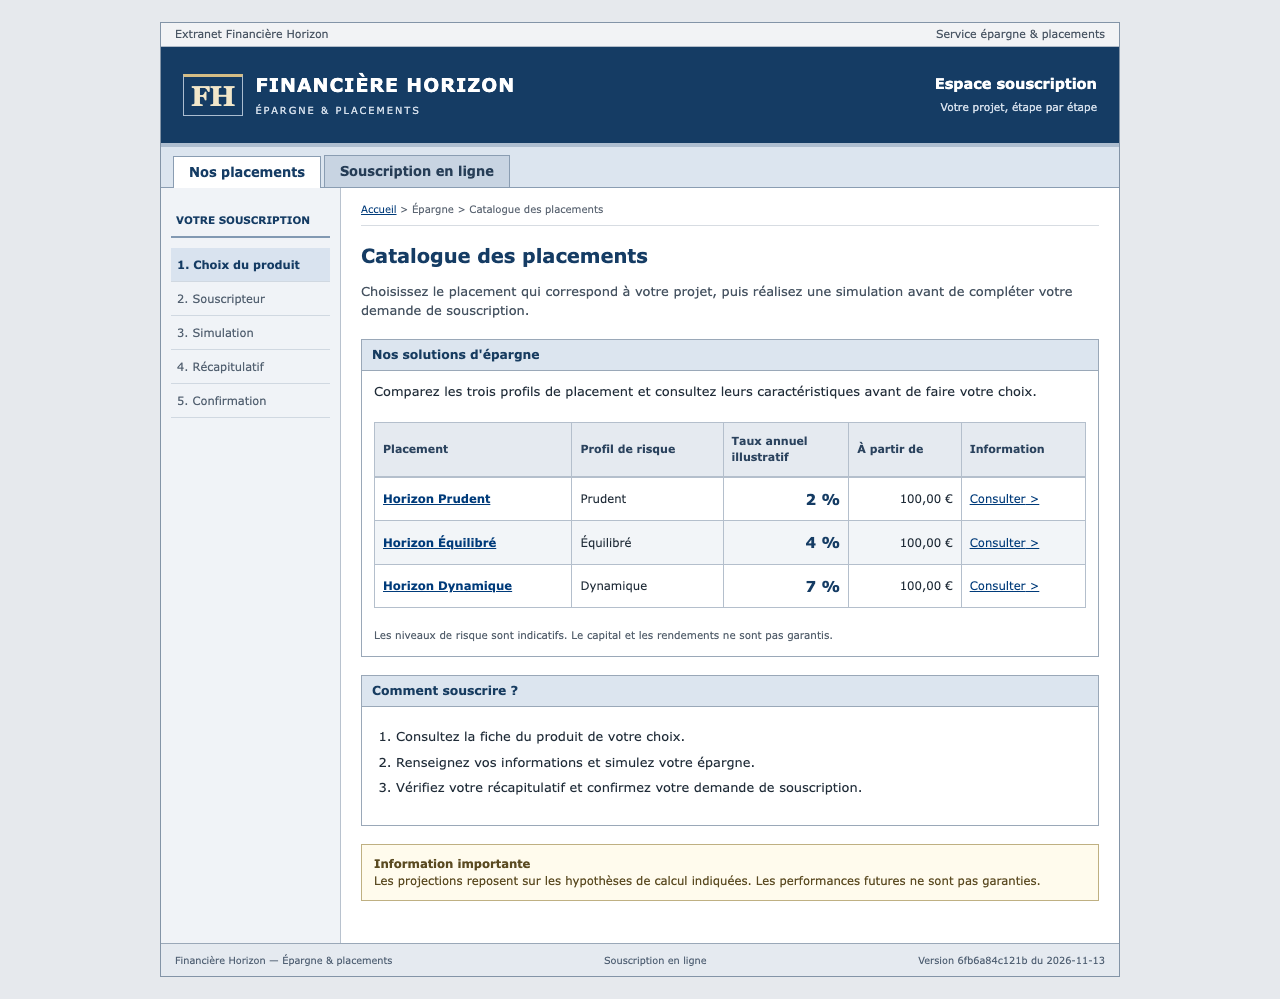 Extranet Financière Horizon
Service épargne & placements
FH
FINANCIÈRE HORIZON
ÉPARGNE & PLACEMENTS
Espace souscription
Votre projet, étape par étape
Nos placements
Souscription en ligne
VOTRE SOUSCRIPTION
1. Choix du produit
2. Souscripteur
3. Simulation
4. Récapitulatif
5. Confirmation
Accueil > Épargne > Catalogue des placements
Catalogue des placements
Choisissez le placement qui correspond à votre projet, puis réalisez une simulation avant de compléter votre
demande de souscription.
Nos solutions d'épargne
Comparez les trois profils de placement et consultez leurs caractéristiques avant de faire votre choix.
Placement
Profil de risque
Taux annuel
illustratif
À partir de
Information
Horizon Prudent
Prudent
2 %
100,00 €
Consulter >
Horizon Équilibré
Équilibré
4 %
100,00 €
Consulter >
Horizon Dynamique
Dynamique
7 %
100,00 €
Consulter >
Les niveaux de risque sont indicatifs. Le capital et les rendements ne sont pas garantis.
Comment souscrire ?
1. Consultez la fiche du produit de votre choix.
2. Renseignez vos informations et simulez votre épargne.
3. Vérifiez votre récapitulatif et confirmez votre demande de souscription.
Information importante
Les projections reposent sur les hypothèses de calcul indiquées. Les performances futures ne sont pas garanties.
Financière Horizon — Épargne & placements
Souscription en ligne
Version 6fb6a84c121b du 2026-11-13